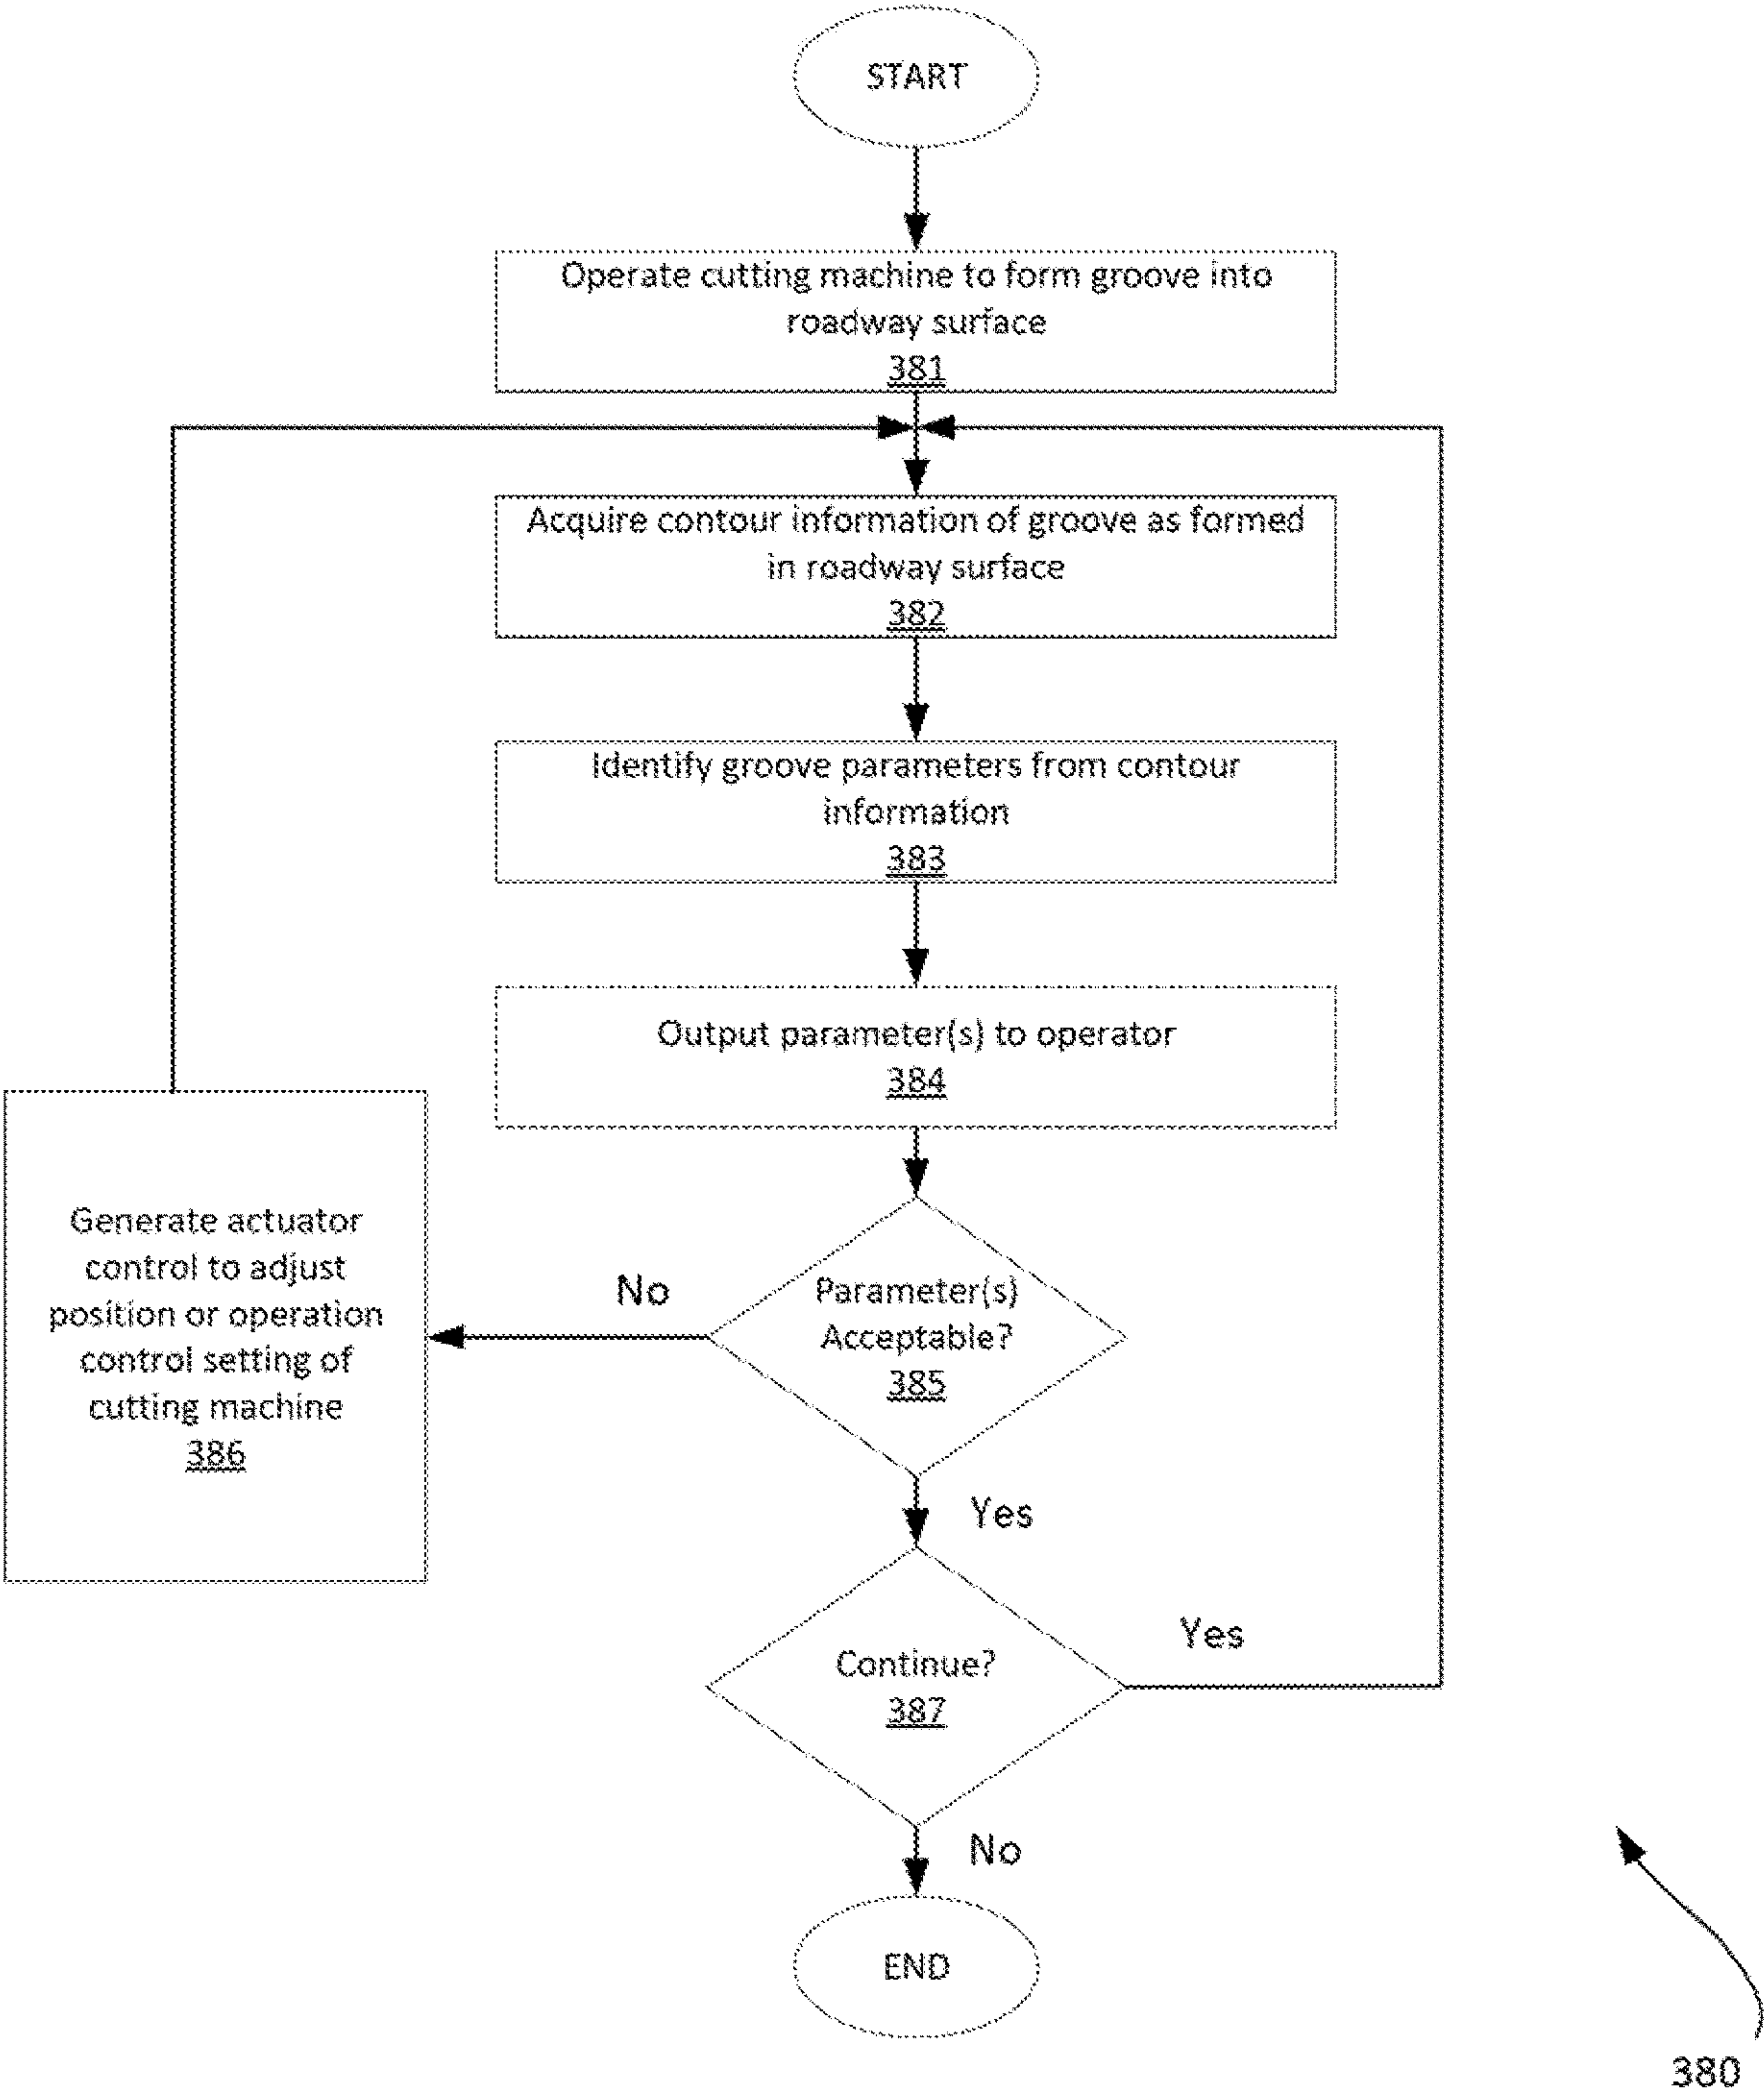 START
Operate cutting machine to form groove into
roadway surface
381
Acquire contour information of groove as formed
in roadway surface
382
Identify groove parameters from contour
information
383
Output parameter(s) to operator
384
Generate actuator
control to adjust
position or operation
control setting of
cutting machine
386
No
Parameter(s)
Acceptable?
385
Yes
Continue?
387
Yes
No
END
380